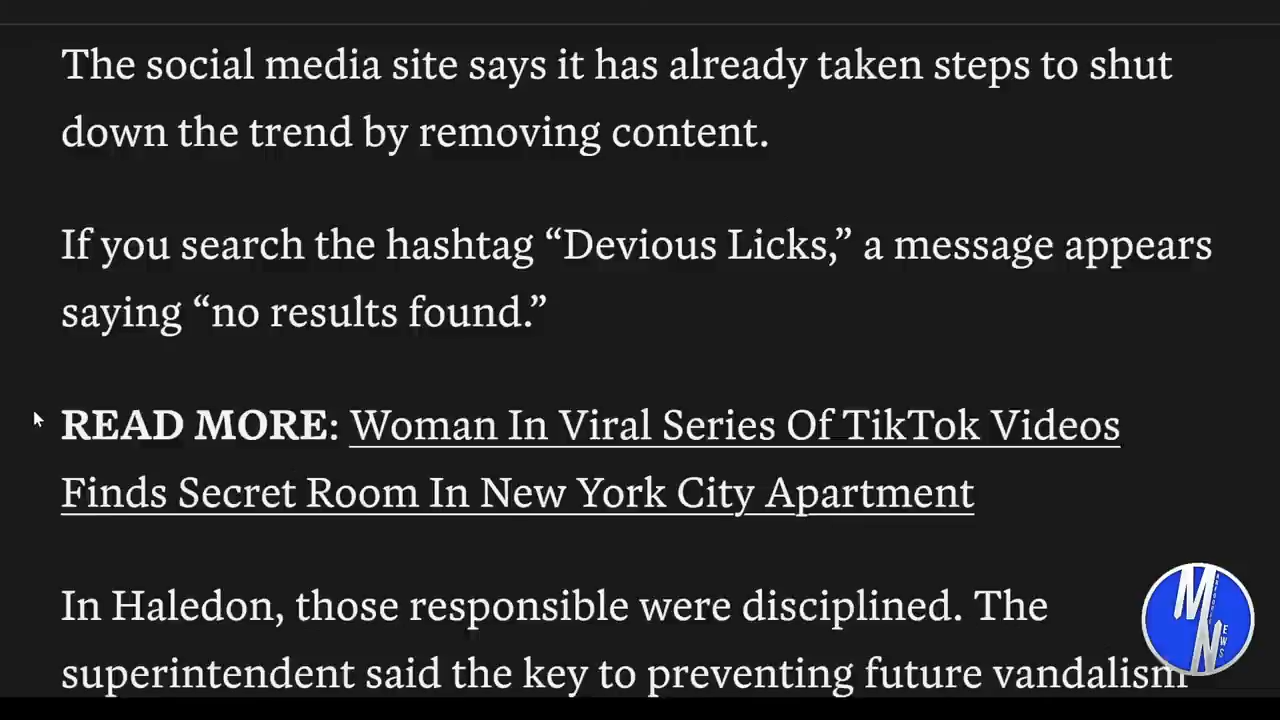 The social media site says it has already taken steps to shut
down the trend by removing content.
If you search the hashtag “Devious Licks,” a message appears
saying “no results found.”
READ MORE: Woman In Viral Series Of TikTok Videos
Finds Secret Room In New York City Apartment
In Haledon, those responsible were disciplined. The
superintendent said the key to preventing future vandalism
M
NEWS